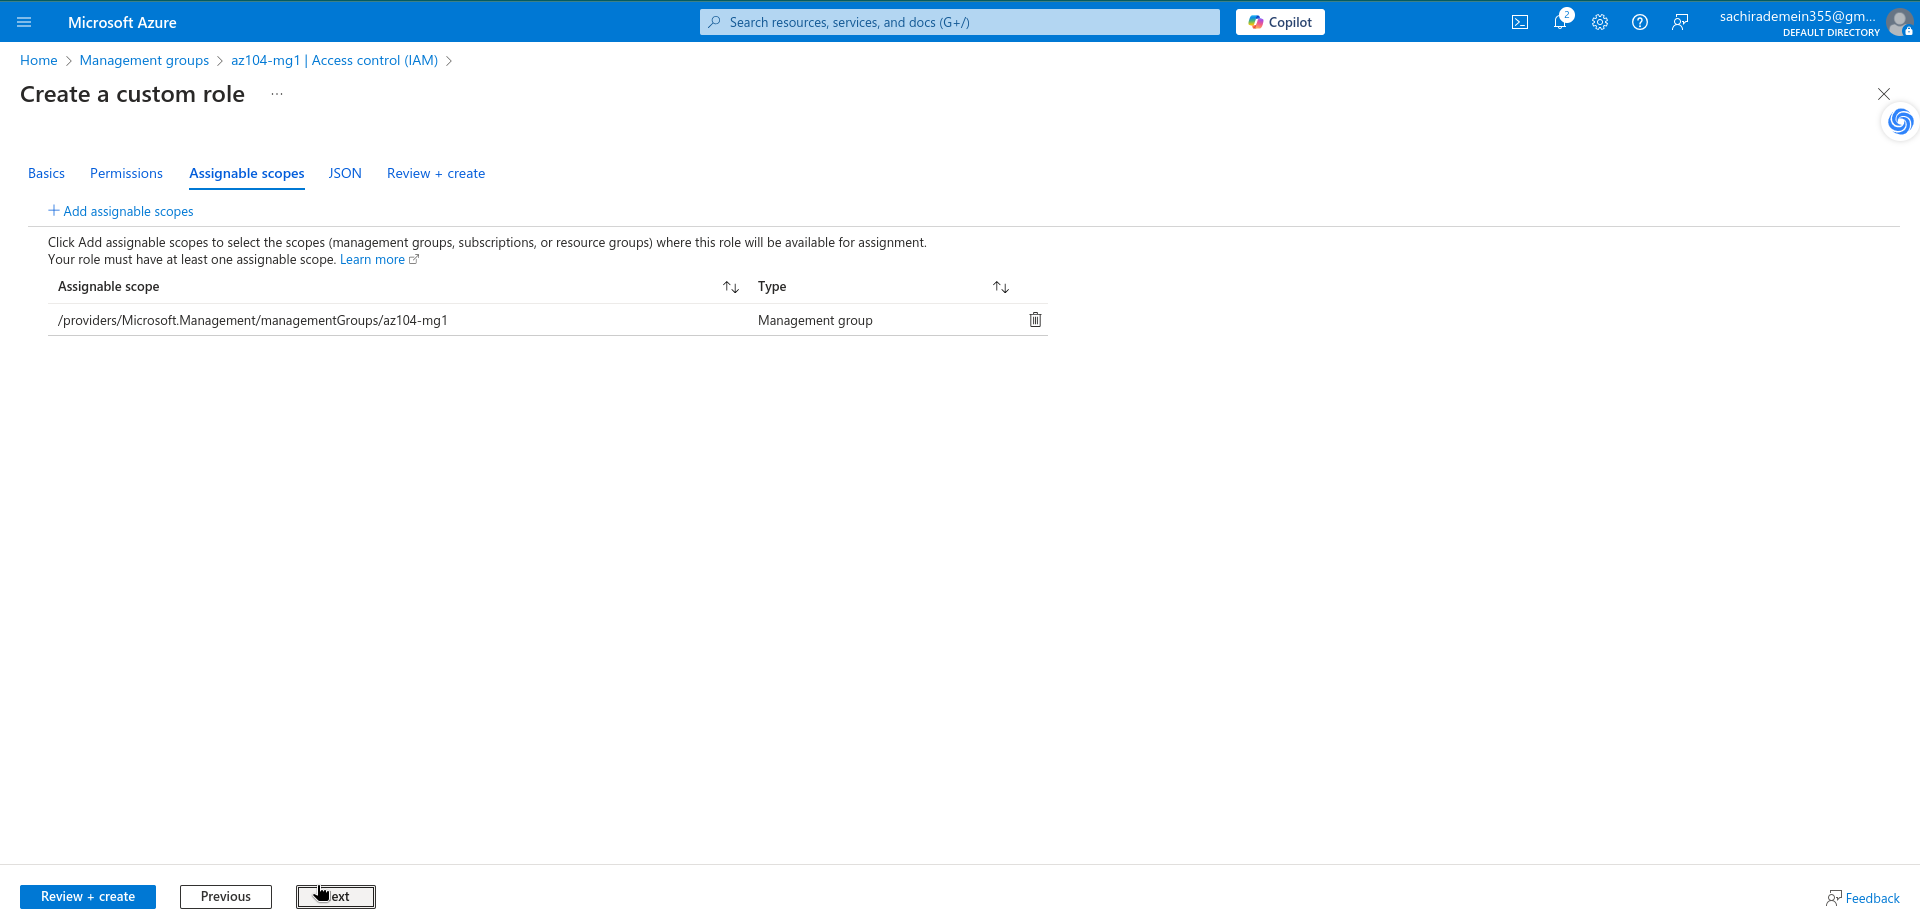 Microsoft Azure
Search resources, services, and docs (G+/)
Copilot
2
sachirademein355@gm...
DEFAULT DIRECTORY
Home > Management groups > az104-mg1 | Access control (IAM) >
Create a custom role ...
Basics Permissions Assignable scopes JSON Review + create
+ Add assignable scopes
Click Add assignable scopes to select the scopes (management groups, subscriptions, or resource groups) where this role will be available for assignment.
Your role must have at least one assignable scope. Learn more
Assignable scope Type
/providers/Microsoft.Management/managementGroups/az104-mg1 Management group
Review + create Previous
Feedback